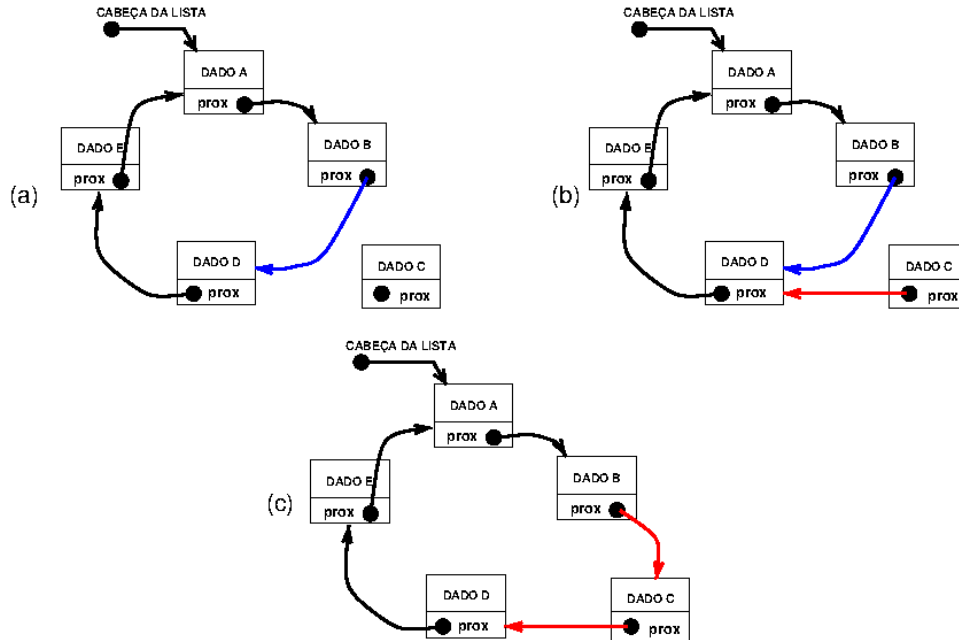 CABEÇA DA LISTA
DADO A
prox
DADO B
prox
DADO E
prox
(a)
DADO D
prox
DADO C
prox
CABEÇA DA LISTA
DADO A
prox
DADO B
prox
DADO E
prox
(b)
DADO D
prox
DADO C
prox
CABEÇA DA LISTA
DADO A
prox
DADO B
prox
DADO E
prox
(c)
DADO D
prox
DADO C
prox